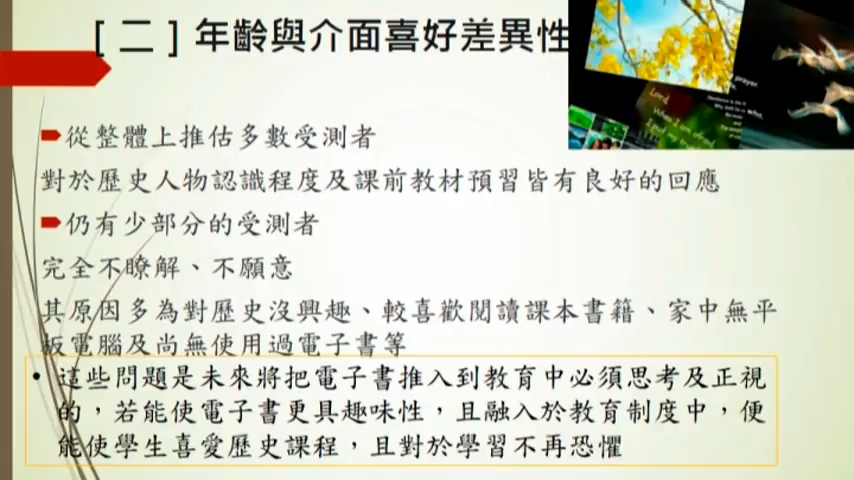 [ 二 ] 年齡與介面喜好差異性
prayer.
Lord
who,
從整體上推估多數受測者
對於歷史人物認識程度及課前教材預習皆有良好的回應
仍有少部分的受測者
完全不瞭解、不願意
其原因多為對歷史沒興趣、較喜歡閱讀課本書籍、家中無平
板電腦及尚無使用過電子書等
• 這些問題是未來將把電子書推入到教育中必須思考及正視
的，若能使電子書更具趣味性，且融入於教育制度中，便
能使學生喜愛歷史課程，且對於學習不再恐懼